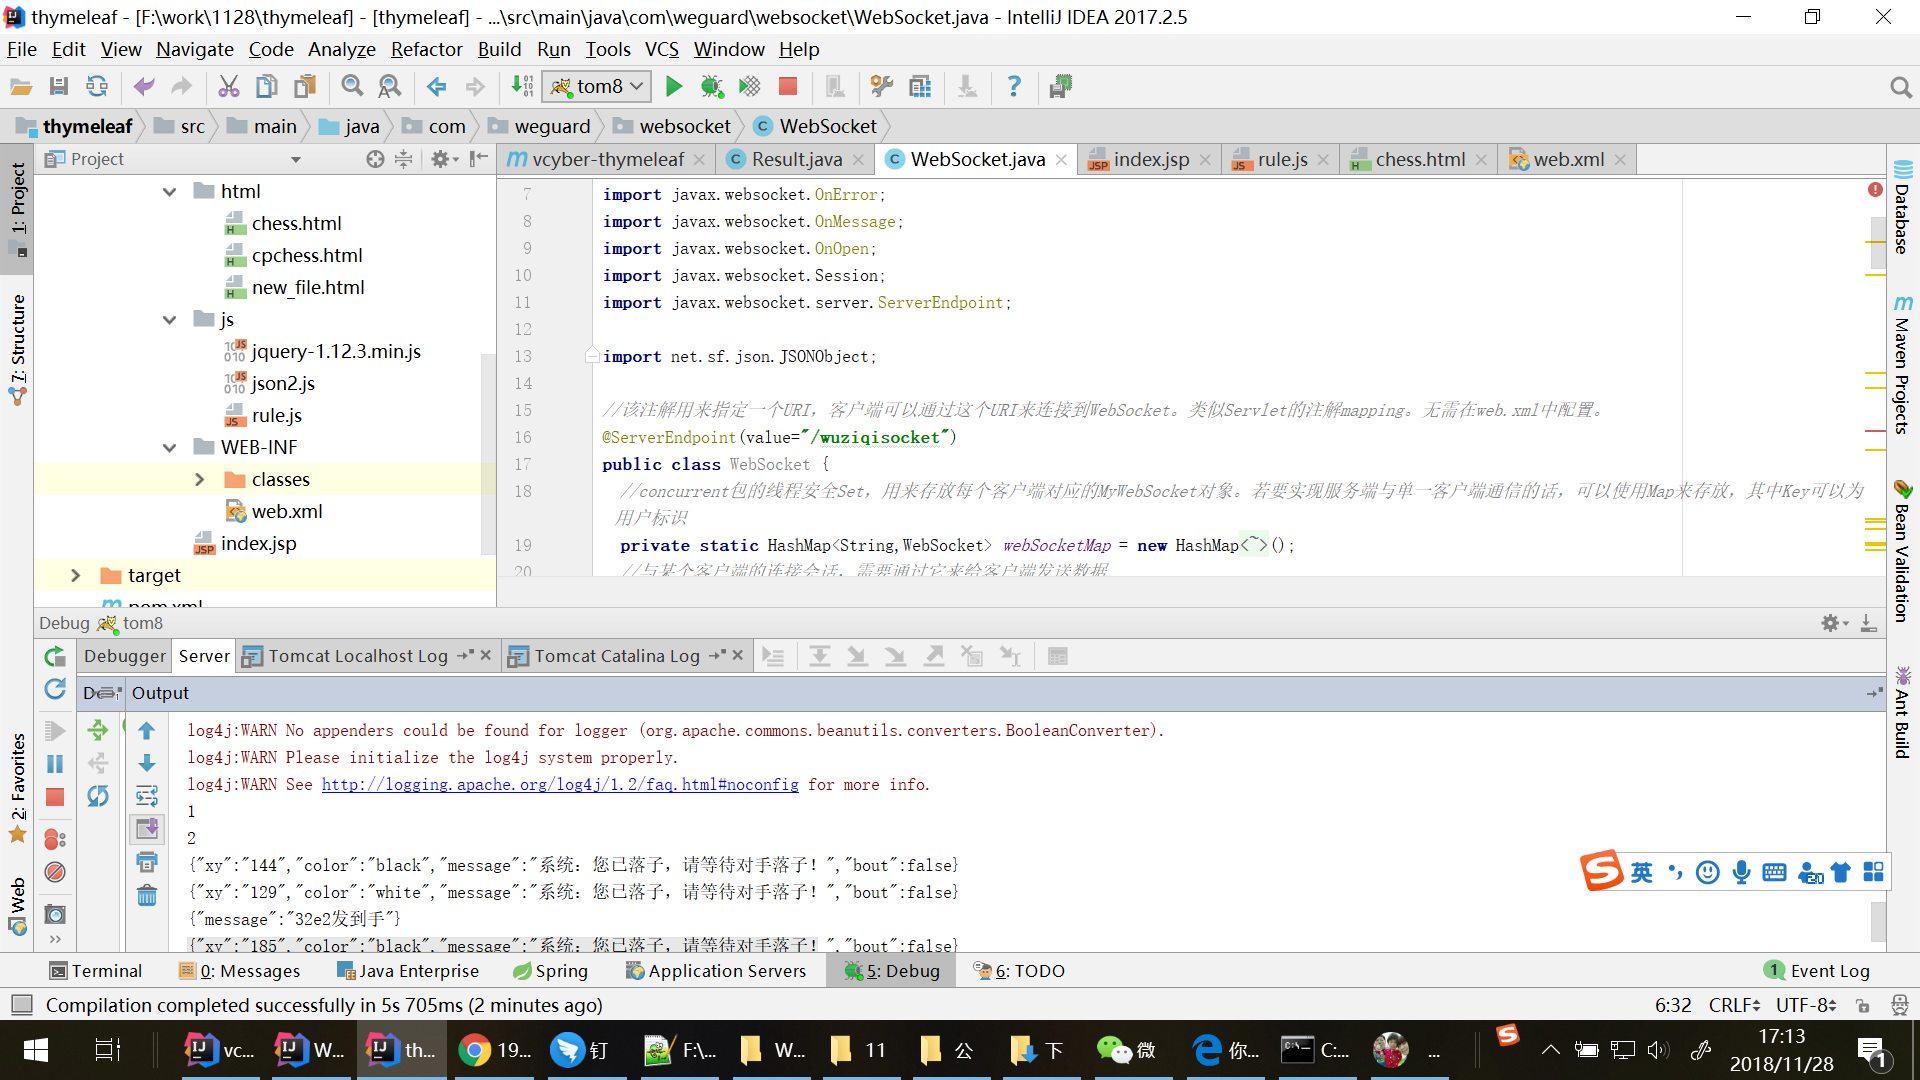 thymeleaf - [F:\work\1128\thymeleaf] - [thymeleaf] - ...\src\main\java\com\weguard\websocket\WebSocket.java - IntelliJ IDEA 2017.2.5
File Edit View Navigate Code Analyze Refactor Build Run Tools VCS Window Help
tom8
thymeleaf src main java com weguard websocket WebSocket
Project
vcyber-thymeleaf Result.java WebSocket.java index.jsp rule.js chess.html web.xml
1: Project
7: Structure
2: Favorites
Web
html
chess.html
cpchess.html
new_file.html
js
jquery-1.12.3.min.js
json2.js
rule.js
WEB-INF
classes
web.xml
index.jsp
target
pom.xml
7 import javax.websocket.OnError;
8 import javax.websocket.OnMessage;
9 import javax.websocket.OnOpen;
10 import javax.websocket.Session;
11 import javax.websocket.server.ServerEndpoint;
12
13 import net.sf.json.JSONObject;
14
15 //该注解用来指定一个URI，客户端可以通过这个URI来连接到WebSocket。类似Servlet的注解mapping。无需在web.xml中配置。
16 @ServerEndpoint(value="/wuziqisocket")
17 public class WebSocket {
18 //concurrent包的线程安全Set，用来存放每个客户端对应的MyWebSocket对象。若要实现服务端与单一客户端通信的话，可以使用Map来存放，其中Key可以为
用户标识
19 private static HashMap<String,WebSocket> webSocketMap = new HashMap<~>();
20 //与某个客户端的连接会话，需要通过它来给客户端发送数据
Database
Maven Projects
Bean Validation
Ant Build
Debug tom8
Debugger Server Tomcat Localhost Log Tomcat Catalina Log
Output
log4j:WARN No appenders could be found for logger (org.apache.commons.beanutils.converters.BooleanConverter).
log4j:WARN Please initialize the log4j system properly.
log4j:WARN See http://logging.apache.org/log4j/1.2/faq.html#noconfig for more info.
1
2
{"xy":"144","color":"black","message":"系统：您已落子，请等待对手落子！","bout":false}
{"xy":"129","color":"white","message":"系统：您已落子，请等待对手落子！","bout":false}
{"message":"32e2发到手"}
{"xy":"185","color":"black","message":"系统：您已落子，请等待对手落子！","bout":false}
英
Terminal 0: Messages Java Enterprise Spring Application Servers 5: Debug 6: TODO 1 Event Log
Compilation completed successfully in 5s 705ms (2 minutes ago) 6:32 CRLF UTF-8
vc... W... th... 19... 钉 F:\... W... 11 公 下 微 你... C:... ...
17:13
2018/11/28
1